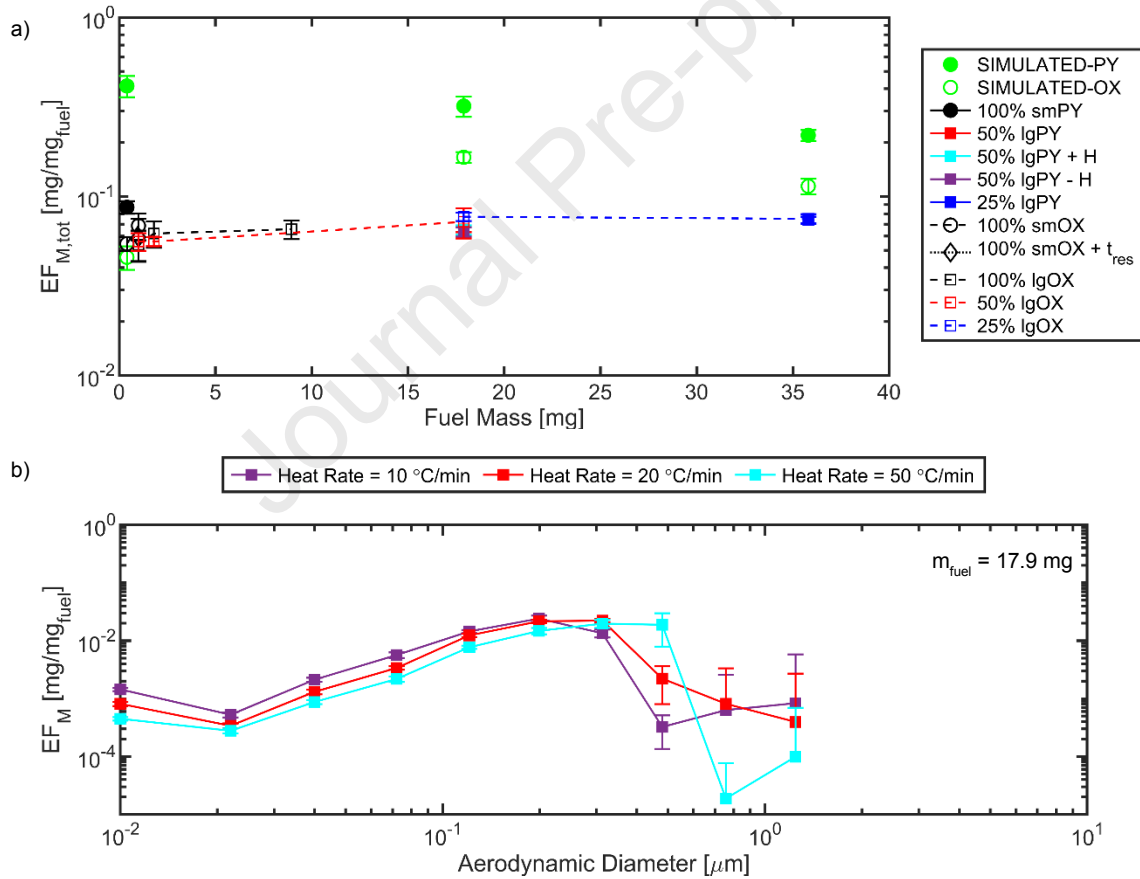 a)
10^0
10^-1
10^-2
EF_M,tot [mg/mg_fuel]
0 5 10 15 20 25 30 35 40
Fuel Mass [mg]
SIMULATED-PY
SIMULATED-OX
100% smPY
50% lgPY
50% lgPY + H
50% lgPY - H
25% lgPY
100% smOX
100% smOX + t_res
100% lgOX
50% lgOX
25% lgOX
Journal Pre-p
b)
Heat Rate = 10 °C/min Heat Rate = 20 °C/min Heat Rate = 50 °C/min
10^0
10^-2
10^-4
EF_M [mg/mg_fuel]
m_fuel = 17.9 mg
10^-2 10^-1 10^0 10^1
Aerodynamic Diameter [μm]